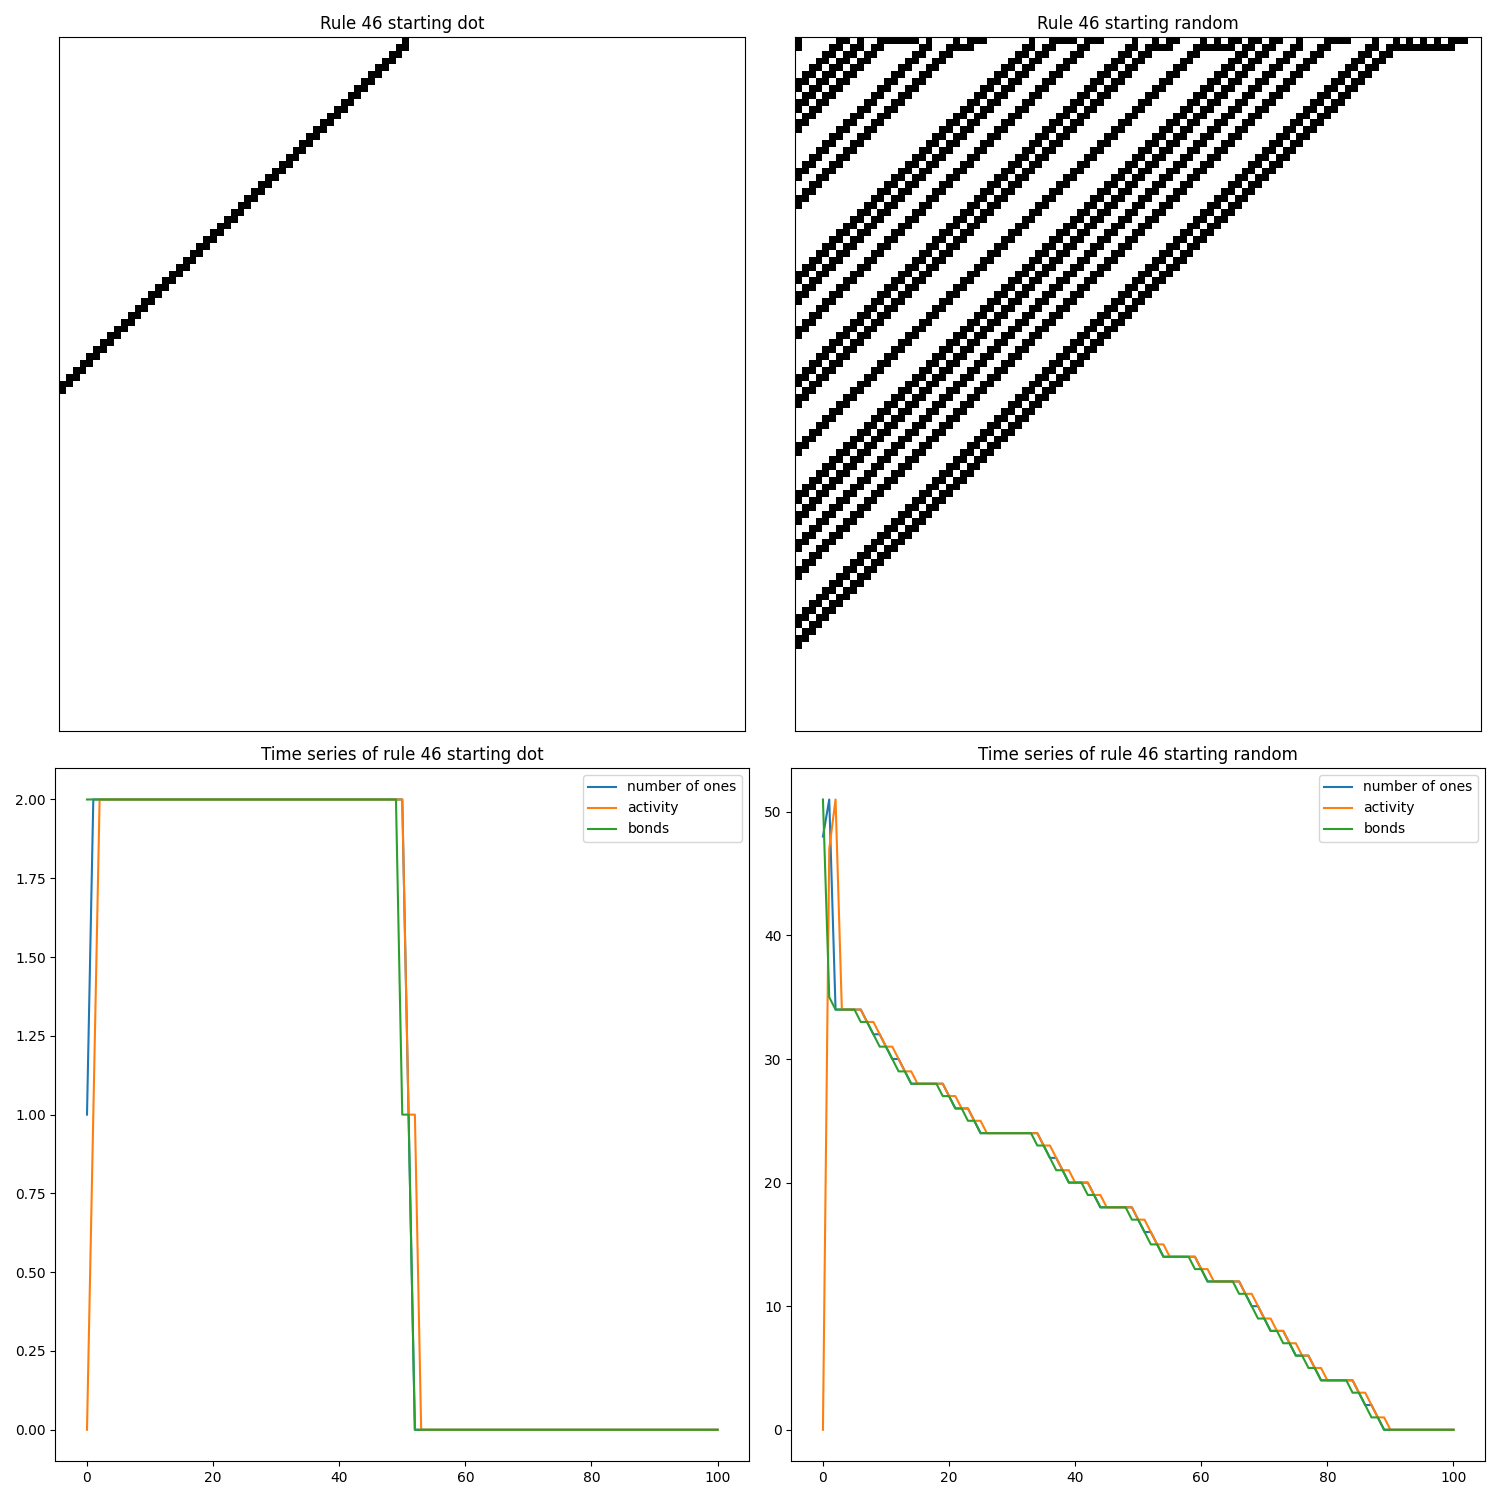 Rule 46 starting dot
Rule 46 starting random
Time series of rule 46 starting dot
2.00
1.75
1.50
1.25
1.00
0.75
0.50
0.25
0.00
0 20 40 60 80 100
number of ones
activity
bonds
Time series of rule 46 starting random
50
40
30
20
10
0
0 20 40 60 80 100
number of ones
activity
bonds